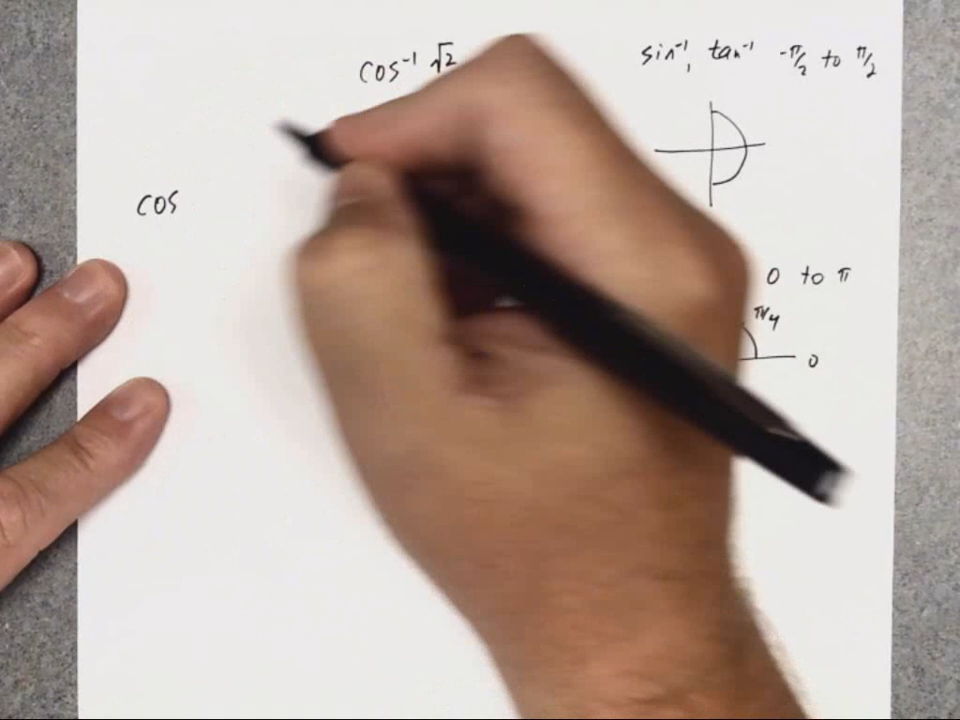 cos⁻¹ √2
sin⁻¹, tan⁻¹ -π/2 to π/2
cos
0 to π
π/4
0